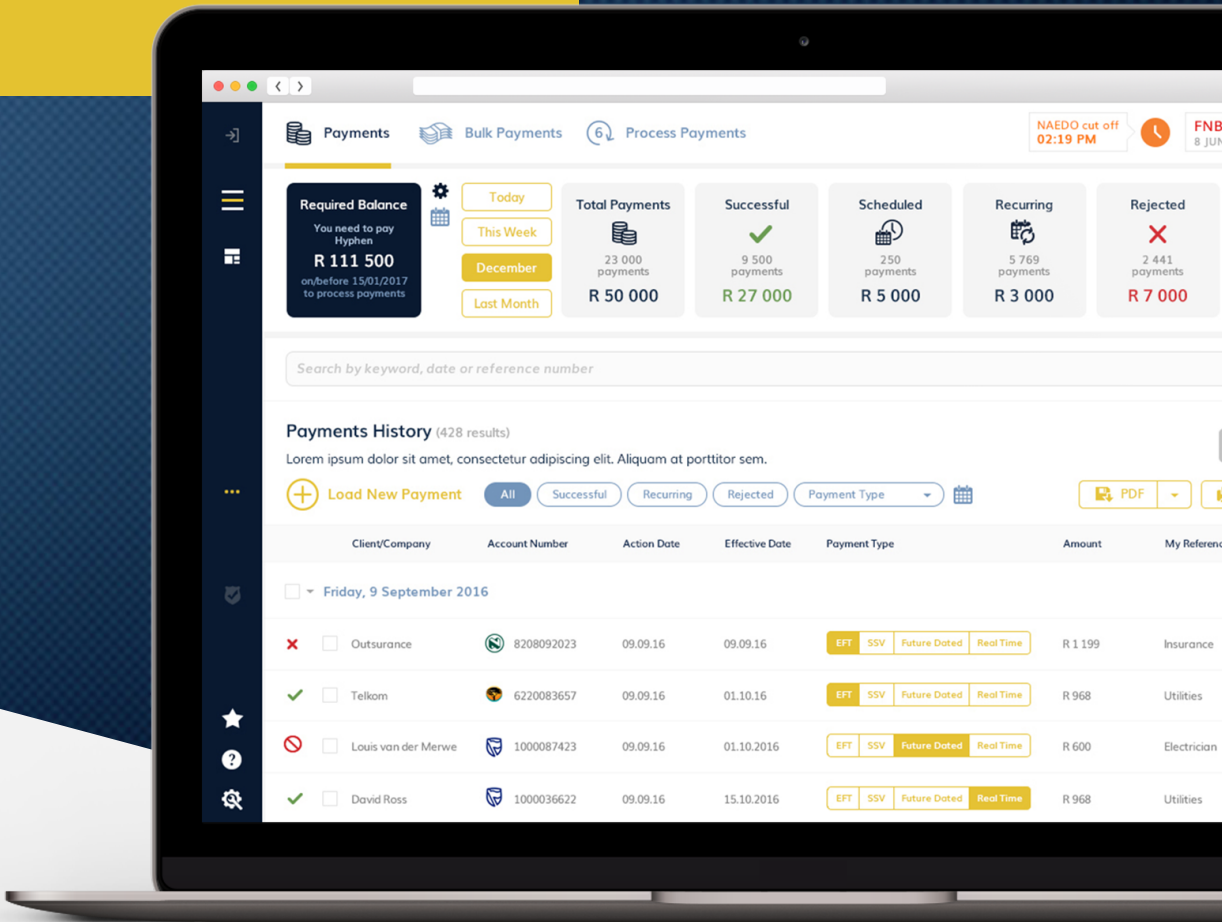 Payments
Bulk Payments
6
Process Payments
NAEDO cut off
02:19 PM
FNB
8 JUN
Required Balance
You need to pay
Hyphen
R 111 500
on/before 15/01/2017
to process payments
Today
This Week
December
Last Month
Total Payments
23 000
payments
R 50 000
Successful
9 500
payments
R 27 000
Scheduled
250
payments
R 5 000
Recurring
5 769
payments
R 3 000
Rejected
2 441
payments
R 7 000
Search by keyword, date or reference number
Payments History (428 results)
Lorem ipsum dolor sit amet, consectetur adipiscing elit. Aliquam at porttitor sem.
Load New Payment All Successful Recurring Rejected Payment Type PDF
Client/Company Account Number Action Date Effective Date Payment Type Amount My Referenc
Friday, 9 September 2016
Outsurance 8208092023 09.09.16 09.09.16 EFT SSV Future Dated Real Time R 1 199 Insurance
Telkom 6220083657 09.09.16 01.10.16 EFT SSV Future Dated Real Time R 968 Utilities
Louis van der Merwe 1000087423 09.09.16 01.10.2016 EFT SSV Future Dated Real Time R 600 Electrician
David Ross 1000036622 09.09.16 15.10.2016 EFT SSV Future Dated Real Time R 968 Utilities